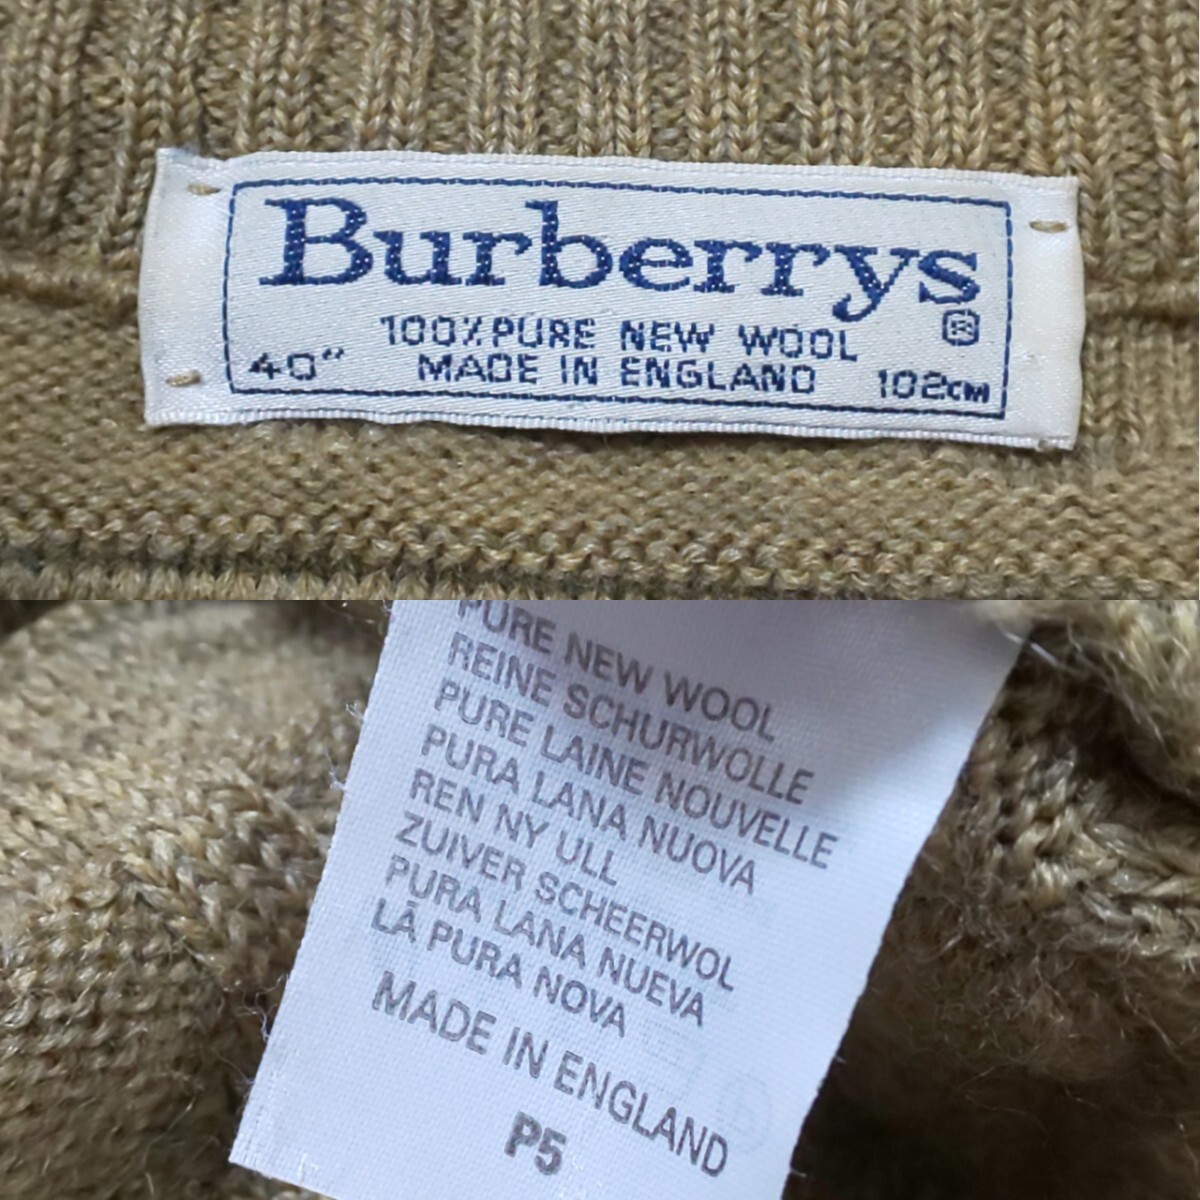 Burberrys
®
100% PURE NEW WOOL
40" MADE IN ENGLAND 102CM
PURE NEW WOOL
REINE SCHURWOLLE
PURE LAINE NOUVELLE
PURA LANA NUOVA
REN NY ULL
ZUIVER SCHEERWOL
PURA LANA NUEVA
LÃ PURA NOVA
MADE IN ENGLAND
P5